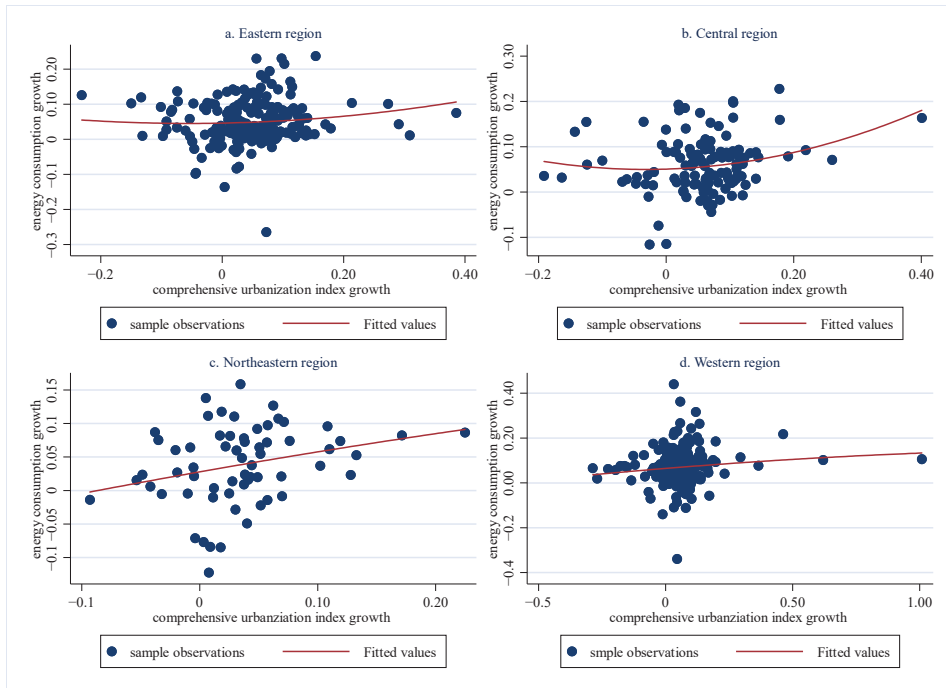 a. Eastern region
energy consumption growth
0.20
0.10
0
−0.1
−0.2
−0.3
−0.2
0
0.20
0.40
comprehensive urbanization index growth
sample observations
Fitted values
b. Central region
energy consumption growth
0.30
0.2
0.10
0
−0.1
−0.2
0
0.20
0.40
comprehensive urbanization index growth
sample observations
Fitted values
c. Northeastern region
energy consumption growth
0.15
0.10
0.05
0
−0.05
−0.1
−0.1
0
0.10
0.20
comprehensive urbanziation index growth
sample observations
Fitted values
d. Western region
energy consumption growth
0.40
0.20
0.00
−0.2
−0.4
−0.5
0
0.50
1.00
comprehensive urbanization index growth
smple observations
Fitted values